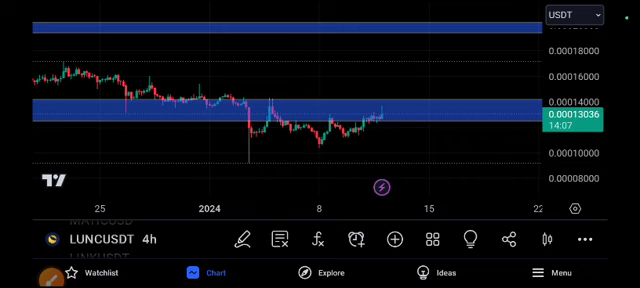 USDT
0.00018000
0.00016000
0.00014000
0.00013036
14:07
0.00010000
0.00008000
25
2024
8
15
22
LUNCUSDT 4h
Watchlist
Chart
Explore
Ideas
Menu